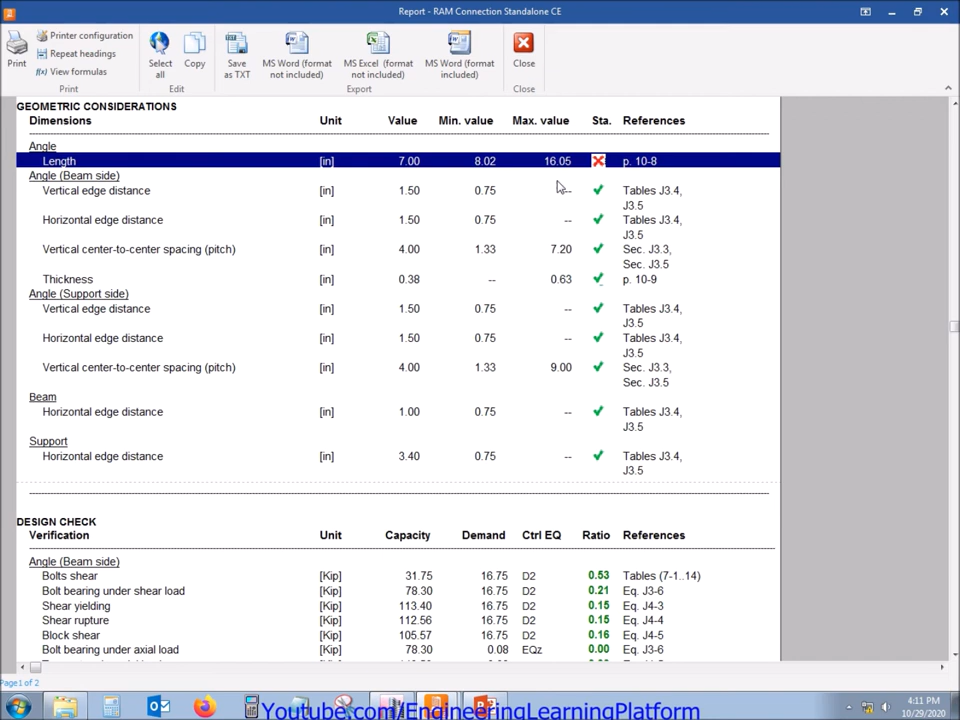 Report - RAM Connection Standalone CE
Print
Printer configuration
Repeat headings
f(x) View formulas
Print
Select all
Copy
Edit
Save as TXT
MS Word (format not included)
MS Excel (format not included)
MS Word (format included)
Export
Close
Close
GEOMETRIC CONSIDERATIONS
Dimensions Unit Value Min. value Max. value Sta. References
Angle
Length [in] 7.00 8.02 16.05 p. 10-8
Angle (Beam side)
Vertical edge distance [in] 1.50 0.75 -- Tables J3.4,
J3.5
Horizontal edge distance [in] 1.50 0.75 -- Tables J3.4,
J3.5
Vertical center-to-center spacing (pitch) [in] 4.00 1.33 7.20 Sec. J3.3,
Sec. J3.5
Thickness [in] 0.38 -- 0.63 p. 10-9
Angle (Support side)
Vertical edge distance [in] 1.50 0.75 -- Tables J3.4,
J3.5
Horizontal edge distance [in] 1.50 0.75 -- Tables J3.4,
J3.5
Vertical center-to-center spacing (pitch) [in] 4.00 1.33 9.00 Sec. J3.3,
Sec. J3.5
Beam
Horizontal edge distance [in] 1.00 0.75 -- Tables J3.4,
J3.5
Support
Horizontal edge distance [in] 3.40 0.75 -- Tables J3.4,
J3.5
DESIGN CHECK
Verification Unit Capacity Demand Ctrl EQ Ratio References
Angle (Beam side)
Bolts shear [Kip] 31.75 16.75 D2 0.53 Tables (7-1..14)
Bolt bearing under shear load [Kip] 78.30 16.75 D2 0.21 Eq. J3-6
Shear yielding [Kip] 113.40 16.75 D2 0.15 Eq. J4-3
Shear rupture [Kip] 112.56 16.75 D2 0.15 Eq. J4-4
Block shear [Kip] 105.57 16.75 D2 0.16 Eq. J4-5
Bolt bearing under axial load [Kip] 78.30 0.08 EQz 0.00 Eq. J3-6
Page1 of 2
4:11 PM
10/29/2020
Youtube.com/EngineeringLearningPlatform